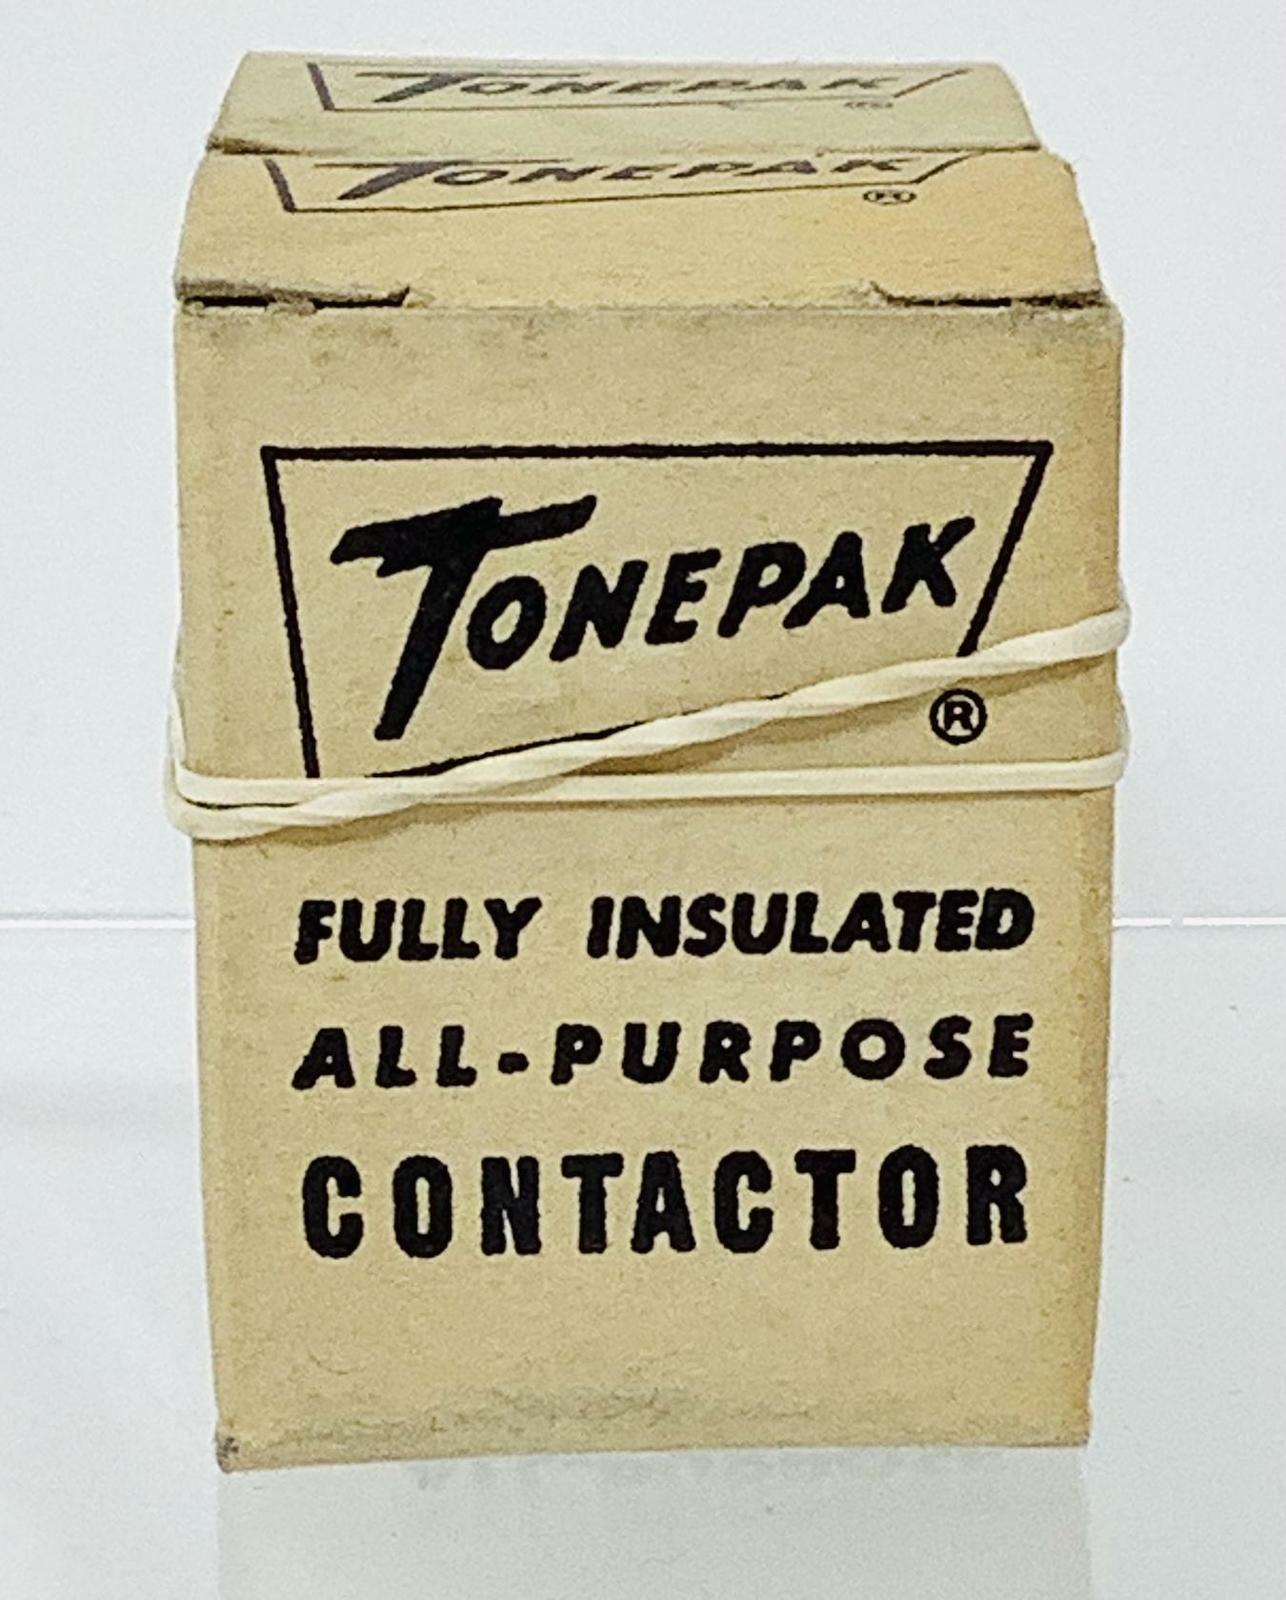 TONEPAK
®
TONEPAK
®
TONEPAK
®
FULLY INSULATED
ALL-PURPOSE
CONTACTOR